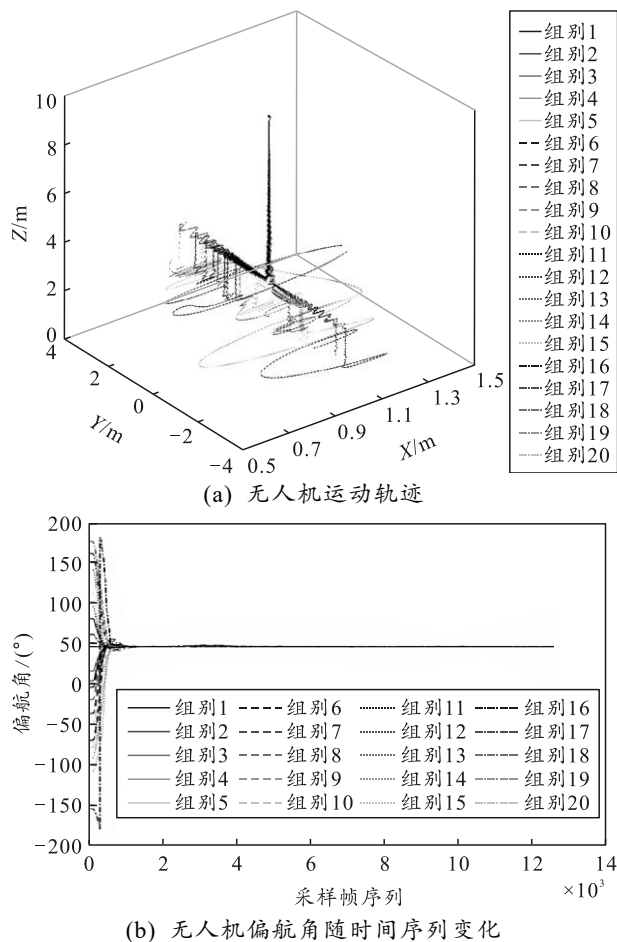 10
8
6
4
2
0
Z/m
4
2
0
−2
−4
Y/m
0.5
0.7
0.9
1.1
1.3
1.5
X/m
组别1
组别2
组别3
组别4
组别5
组别6
组别7
组别8
组别9
组别10
组别11
组别12
组别13
组别14
组别15
组别16
组别17
组别18
组别19
组别20
(a) 无人机运动轨迹
200
150
100
50
0
−50
−100
−150
−200
偏航角/(°)
组别1 组别6 组别11 组别16
组别2 组别7 组别12 组别17
组别3 组别8 组别13 组别18
组别4 组别9 组别14 组别19
组别5 组别10 组别15 组别20
0 2 4 6 8 10 12 14
×10³
采样帧序列
(b) 无人机偏航角随时间序列变化